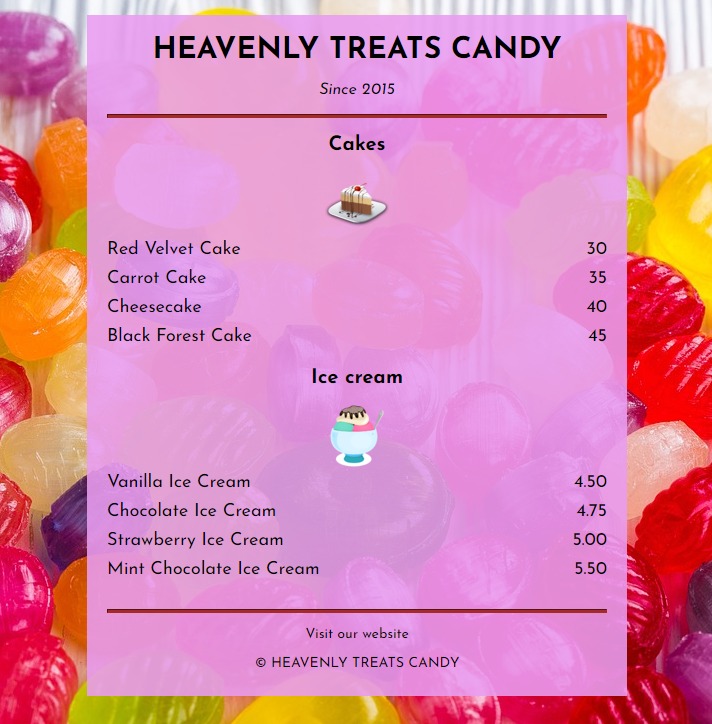 HEAVENLY TREATS CANDY
Since 2015
Cakes
Red Velvet Cake 30
Carrot Cake 35
Cheesecake 40
Black Forest Cake 45
Ice cream
Vanilla Ice Cream 4.50
Chocolate Ice Cream 4.75
Strawberry Ice Cream 5.00
Mint Chocolate Ice Cream 5.50
Visit our website
© HEAVENLY TREATS CANDY